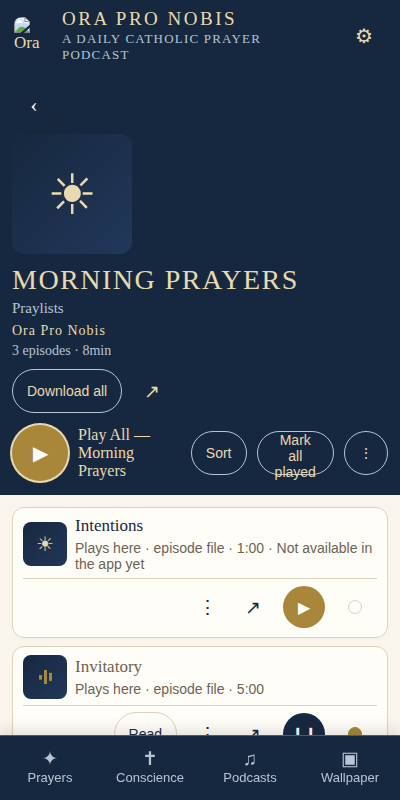 Ora
ORA PRO NOBIS
A DAILY CATHOLIC PRAYER
PODCAST
MORNING PRAYERS
Praylists
Ora Pro Nobis
3 episodes · 8min
Download all
Play All —
Morning
Prayers
Sort
Mark
all
played
Intentions
Plays here · episode file · 1:00 · Not available in
the app yet
Invitatory
Plays here · episode file · 5:00
Read
Prayers
Conscience
Podcasts
Wallpaper